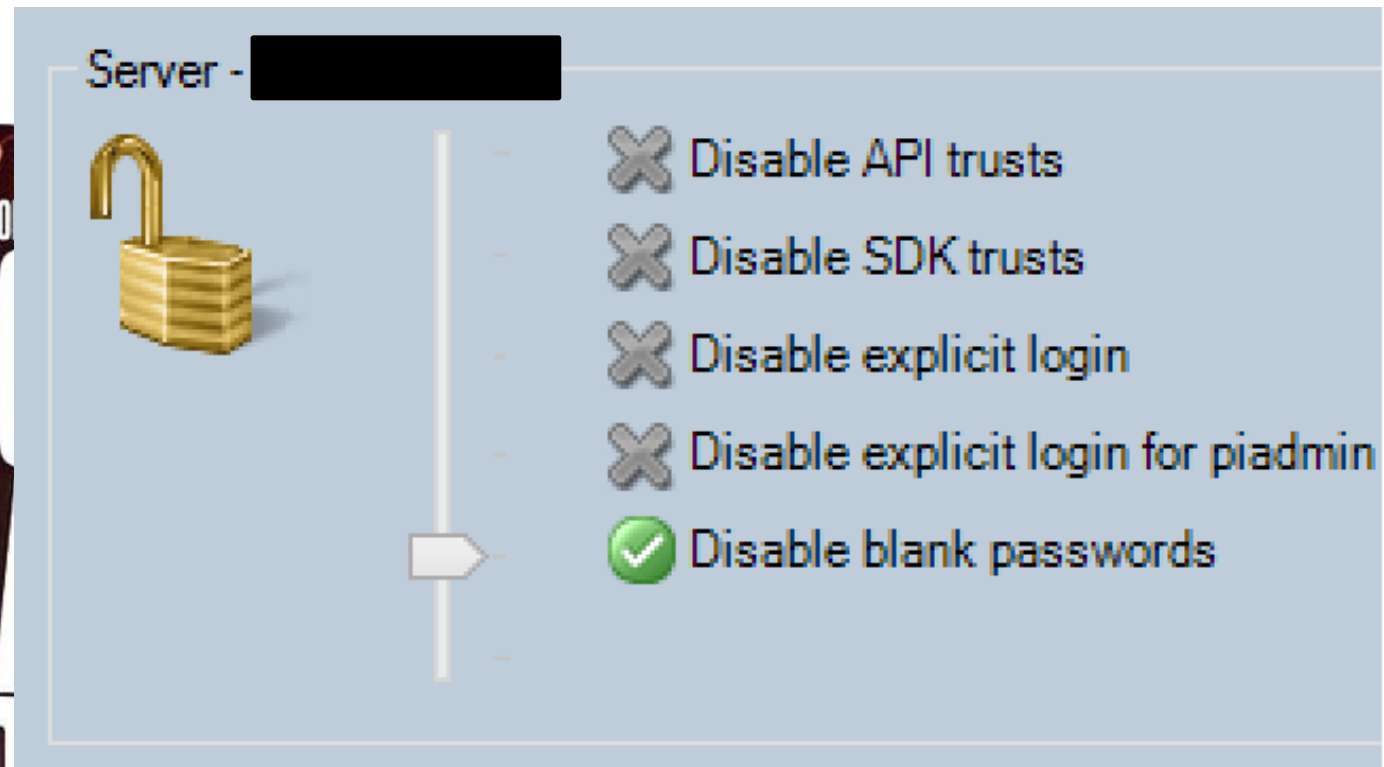 Server -
Disable API trusts
Disable SDK trusts
Disable explicit login
Disable explicit login for piadmin
Disable blank passwords